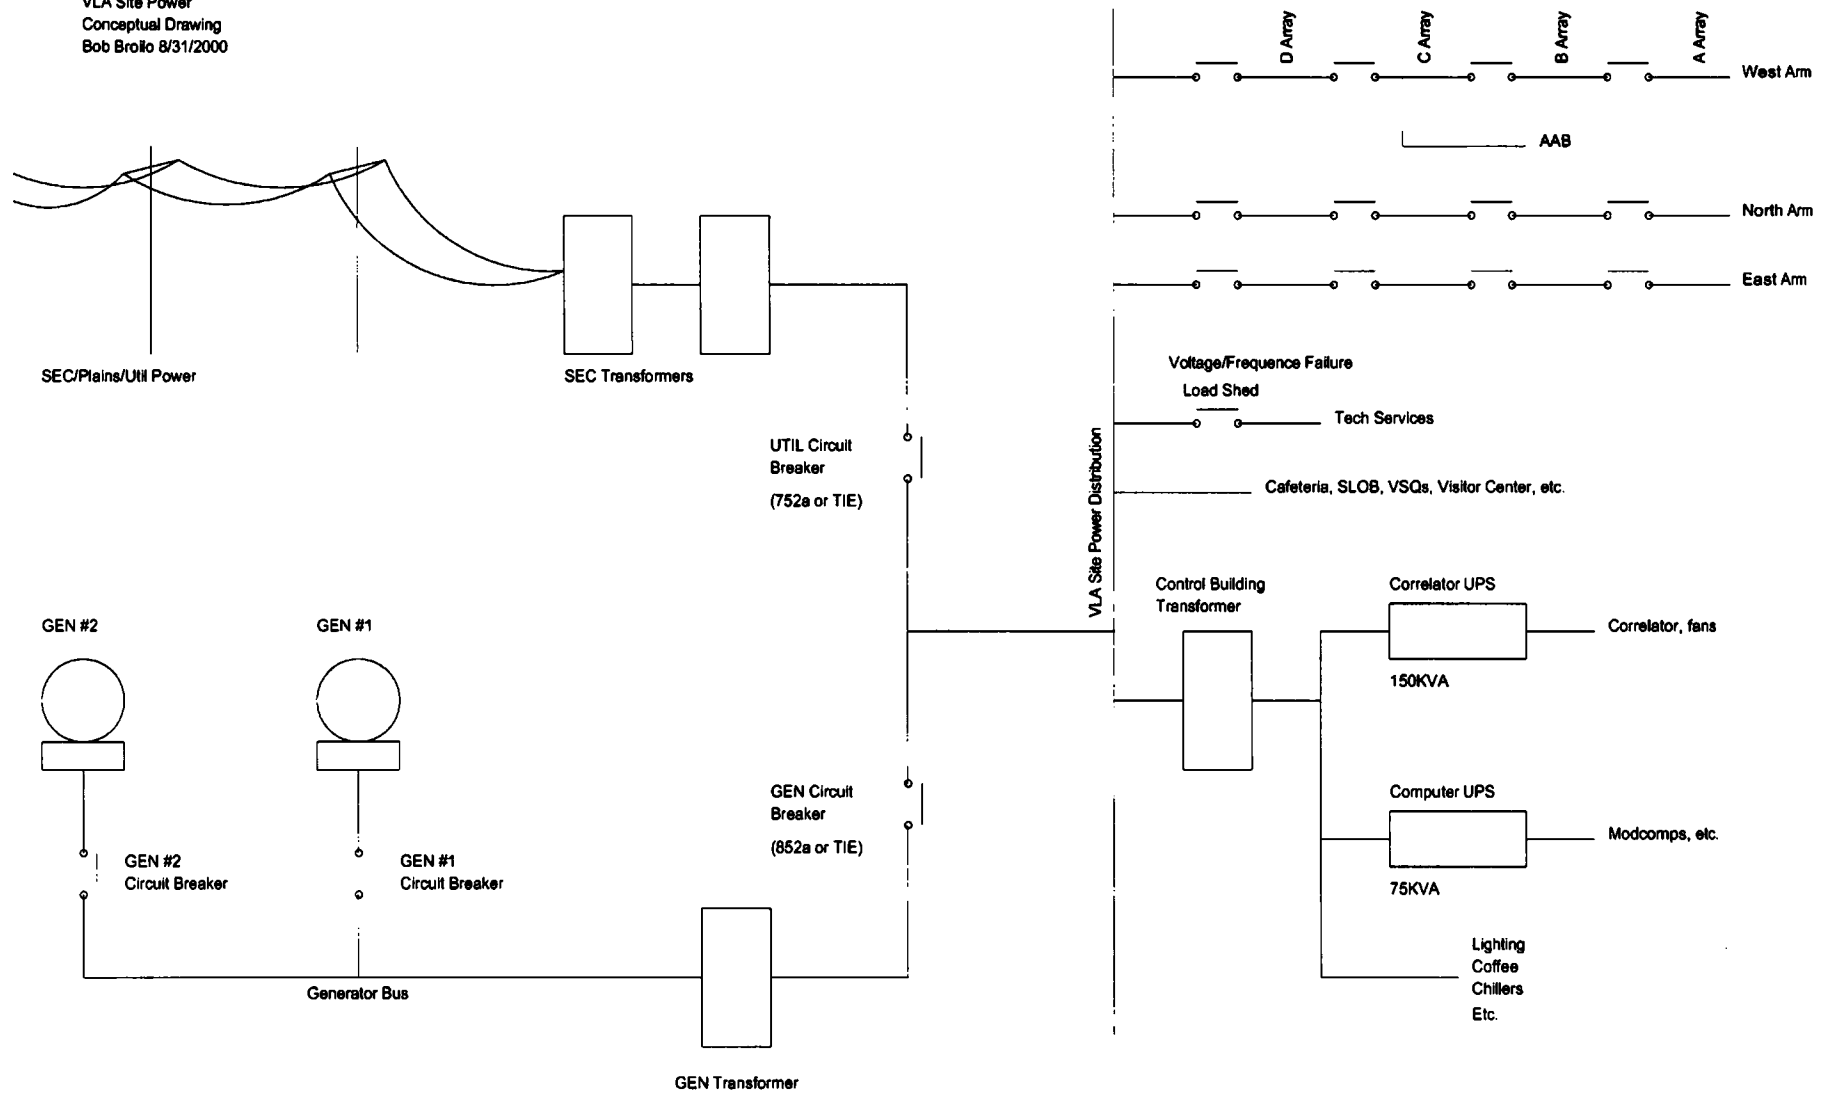 VLA Site Power
Conceptual Drawing
Bob Broilo 8/31/2000
D Array
C Array
B Array
A Array
West Arm
AAB
North Arm
East Arm
SEC/Plains/Util Power
SEC Transformers
Voltage/Frequence Failure
Load Shed
Tech Services
UTIL Circuit
Breaker
(752a or TIE)
VLA Site Power Distribution
Cafeteria, SLOB, VSQs, Visitor Center, etc.
Control Building
Transformer
Correlator UPS
Correlator, fans
150KVA
GEN #2
GEN #1
GEN Circuit
Breaker
(852a or TIE)
Computer UPS
Modcomps, etc.
75KVA
GEN #2
Circuit Breaker
GEN #1
Circuit Breaker
Lighting
Coffee
Chillers
Etc.
Generator Bus
GEN Transformer